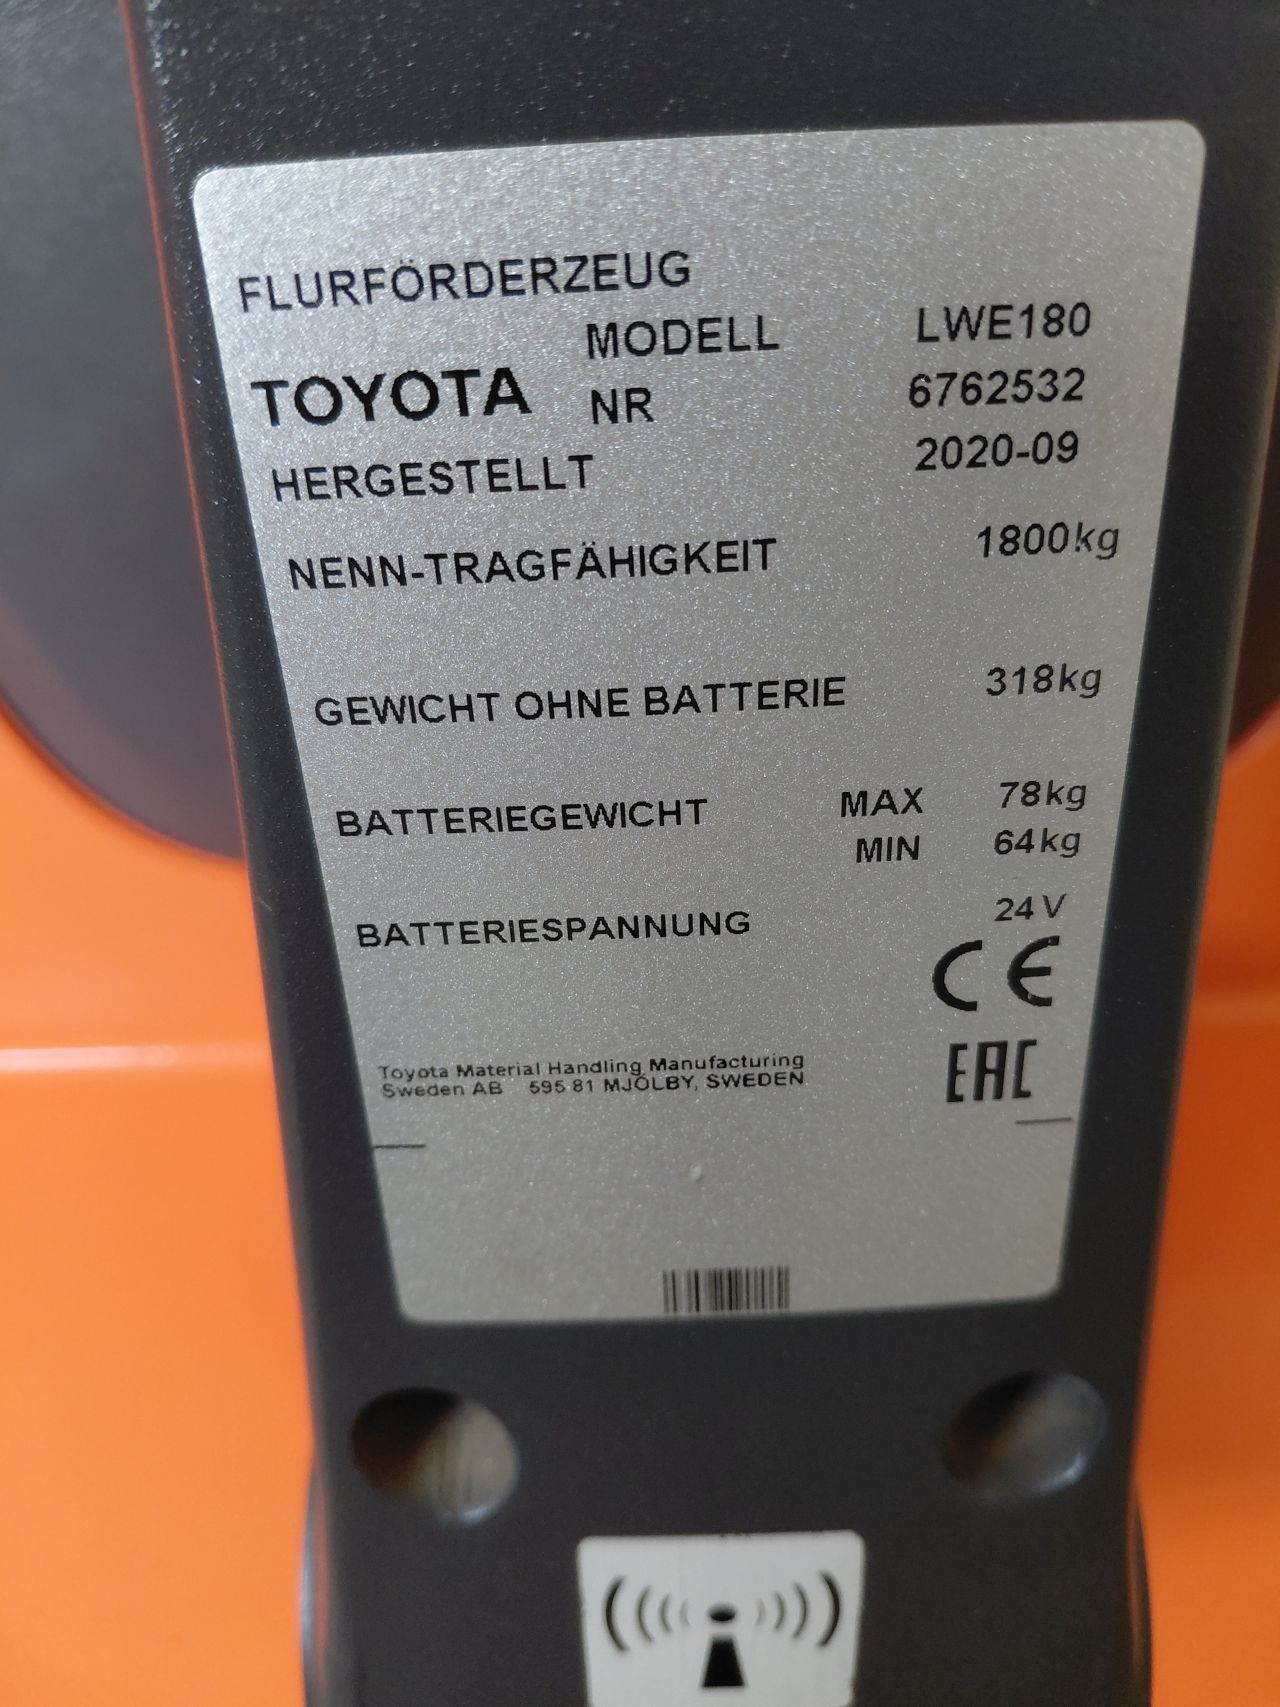 FLURFÖRDERZEUG
MODELL LWE180
TOYOTA NR 6762532
HERGESTELLT 2020-09
NENN-TRAGFÄHIGKEIT 1800kg
GEWICHT OHNE BATTERIE 318kg
BATTERIEGEWICHT MAX 78kg
MIN 64kg
BATTERIESPANNUNG 24V
CE
Toyota Material Handling Manufacturing
Sweden AB 595 81 MJÖLBY, SWEDEN
EAC